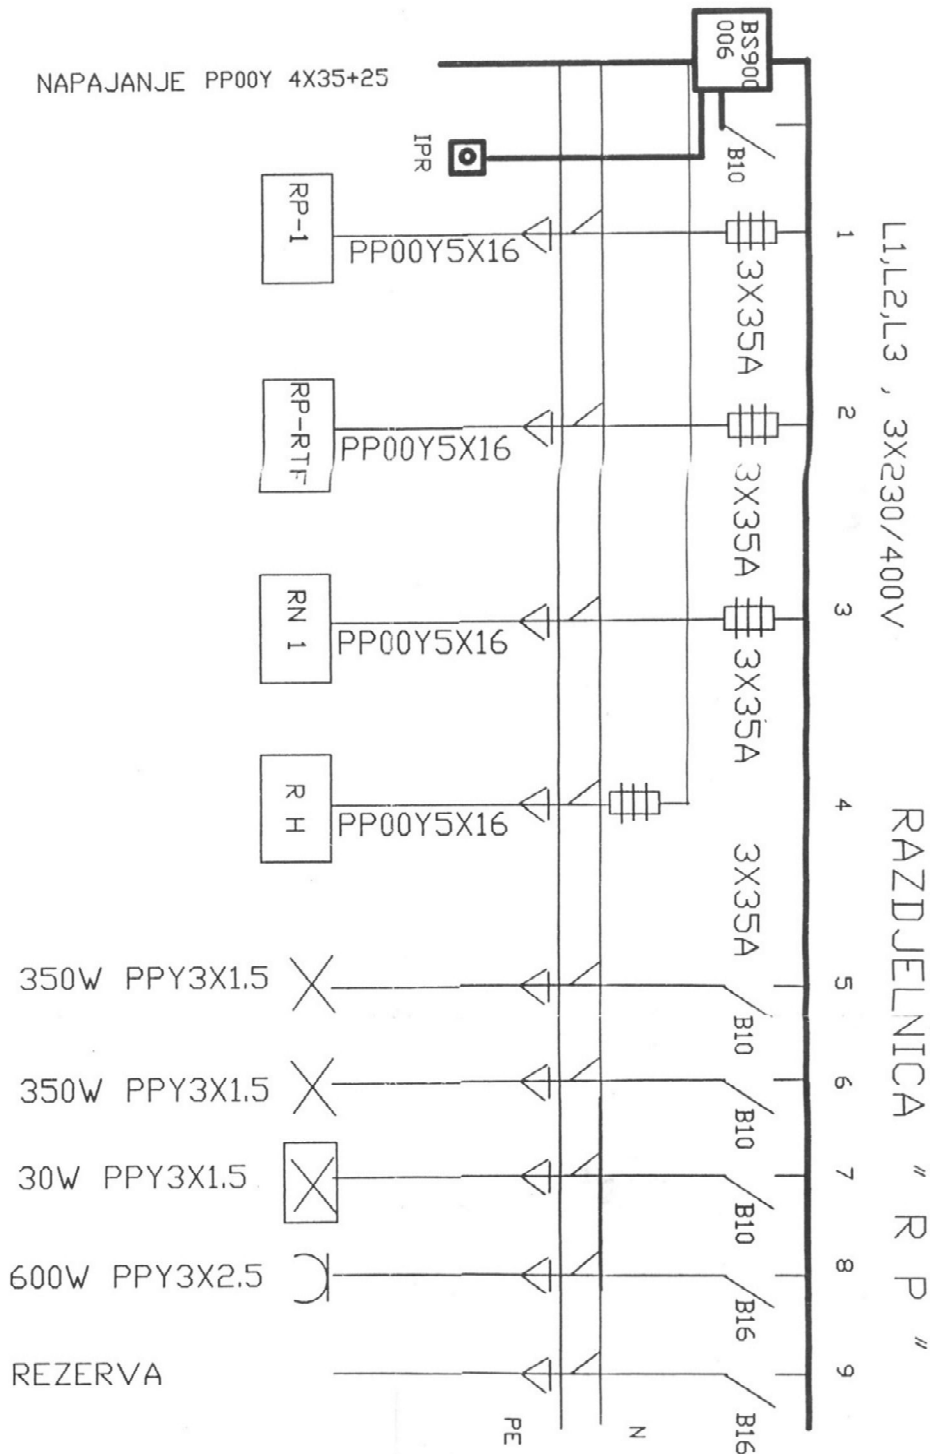 NAPAJANJE PP00Y 4X35+25
BS900
006
IPR
B10
RP-1
PP00Y5X16
3X35A
1
L1,L2,L3 , 3X230/400V
RP-RTF
PP00Y5X16
3X35A
2
RN 1
PP00Y5X16
3X35A
3
R H
PP00Y5X16
3X35A
4
RAZDJELNICA " R P "
350W PPY3X1.5
B10
5
350W PPY3X1.5
B10
6
30W PPY3X1.5
B10
7
600W PPY3X2.5
B16
8
REZERVA
B16
9
PE
N